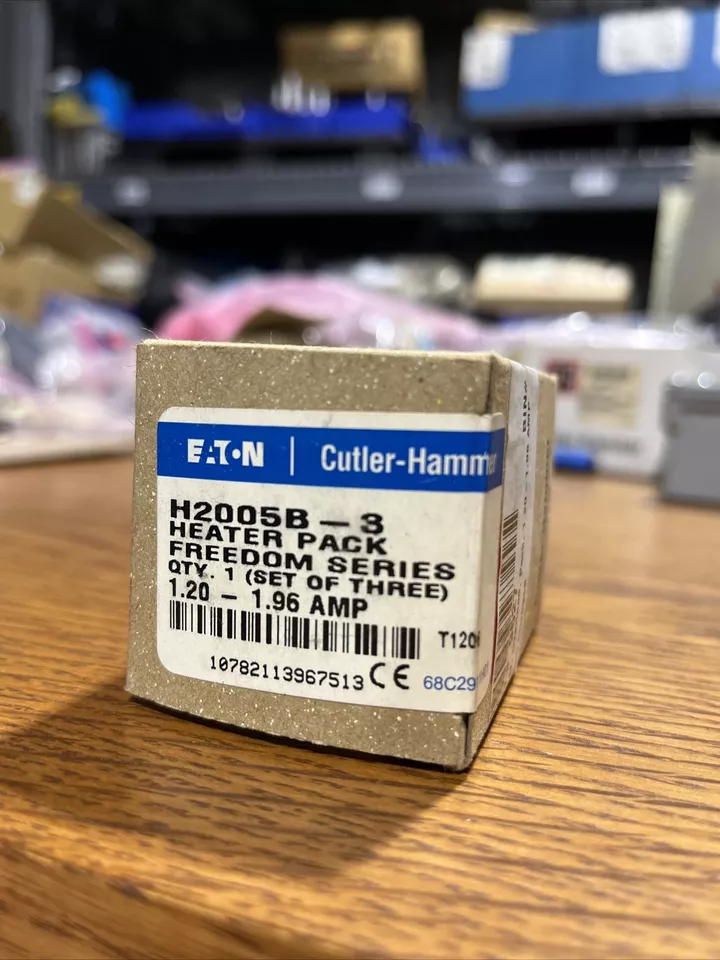 EATON | Cutler-Hammer
H2005B-3
HEATER PACK
FREEDOM SERIES
QTY. 1 (SET OF THREE)
1.20 - 1.96 AMP
T120
10782113967513 CE
68C29